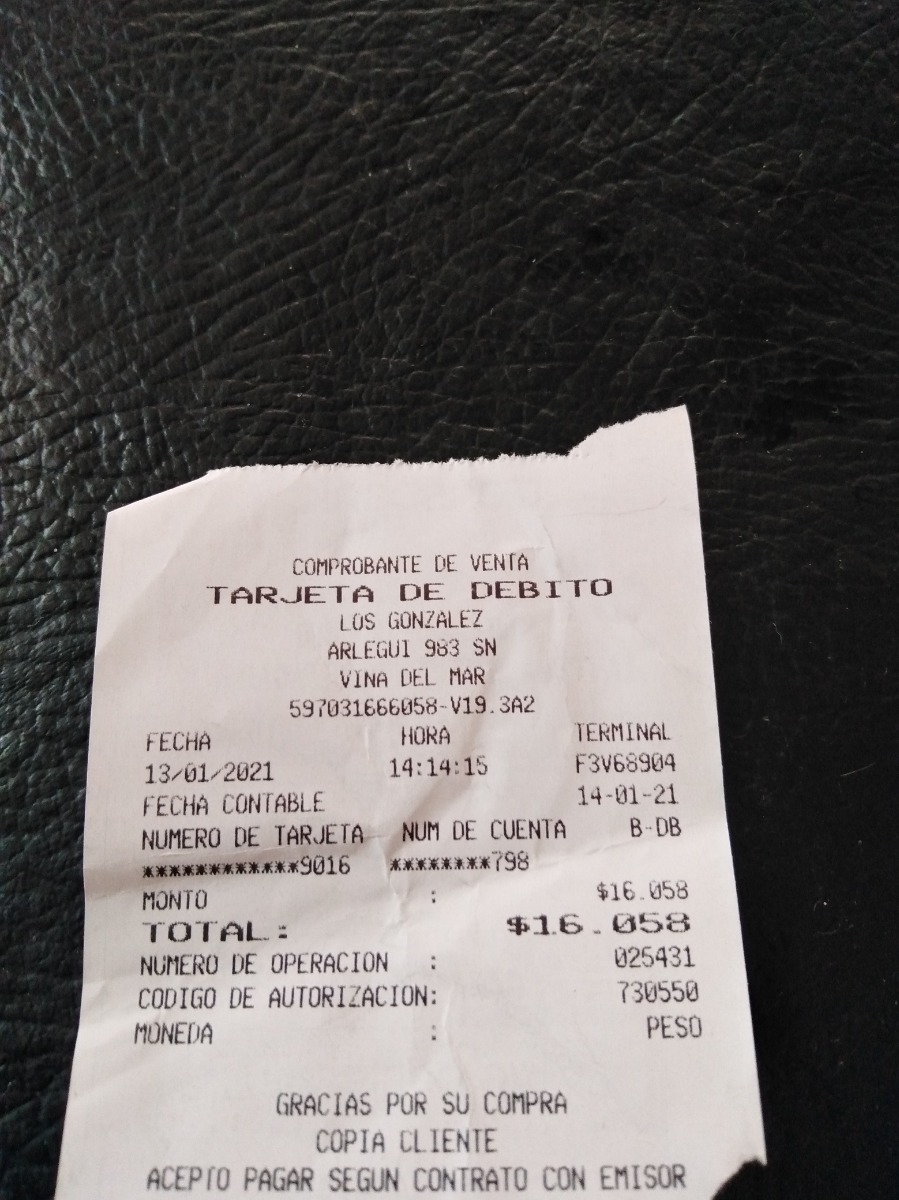 COMPROBANTE DE VENTA
TARJETA DE DEBITO
LOS GONZALEZ
ARLEGUI 983 SN
VINA DEL MAR
597031666058-V19.3A2
FECHA HORA TERMINAL
13/01/2021 14:14:15 F3V68904
FECHA CONTABLE 14-01-21
NUMERO DE TARJETA NUM DE CUENTA B-DB
************9016 ********798
MONTO : $16.058
TOTAL: $16.058
NUMERO DE OPERACION : 025431
CODIGO DE AUTORIZACION: 730550
MONEDA : PESO
GRACIAS POR SU COMPRA
COPIA CLIENTE
ACEPTO PAGAR SEGUN CONTRATO CON EMISOR